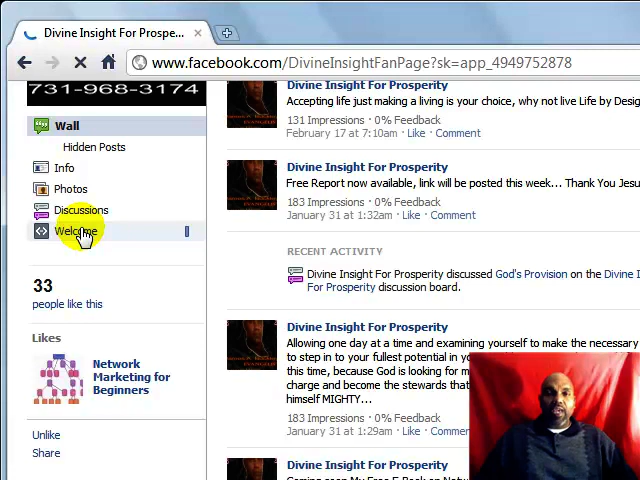 Divine Insight For Prospe...
www.facebook.com/DivineInsightFanPage?sk=app_4949752878
731-968-3174
Wall
Hidden Posts
Info
Photos
Discussions
Welcome
33
people like this
Likes
Network
Marketing for
Beginners
Unlike
Share
Divine Insight For Prosperity
Accepting life just making a living is your choice, why not live Life by Desig
131 Impressions · 0% Feedback
February 17 at 7:10am · Like · Comment
Divine Insight For Prosperity
Free Report now available, link will be posted this week... Thank You Jesu
183 Impressions · 0% Feedback
January 31 at 1:32am · Like · Comment
RECENT ACTIVITY
Divine Insight For Prosperity discussed God's Provision on the Divine I
For Prosperity discussion board.
Divine Insight For Prosperity
Allowing one day at a time and examining yourself to make the necessary
to step in to your fullest potential in yo
this time, because God is looking for m
charge and become the stewards that
himself MIGHTY...
183 Impressions · 0% Feedback
January 31 at 1:29am · Like · Commen
Divine Insight For Prosperity
Coming soon My Free E-Book on Netw